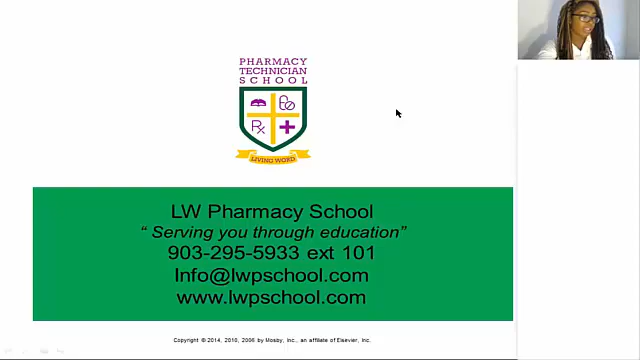 PHARMACY
TECHNICIAN
SCHOOL
Rx
LIVING WORD
LW Pharmacy School
“ Serving you through education”
903-295-5933 ext 101
Info@lwpschool.com
www.lwpschool.com
Copyright © 2014, 2010, 2006 by Mosby, Inc., an affiliate of Elsevier, Inc.